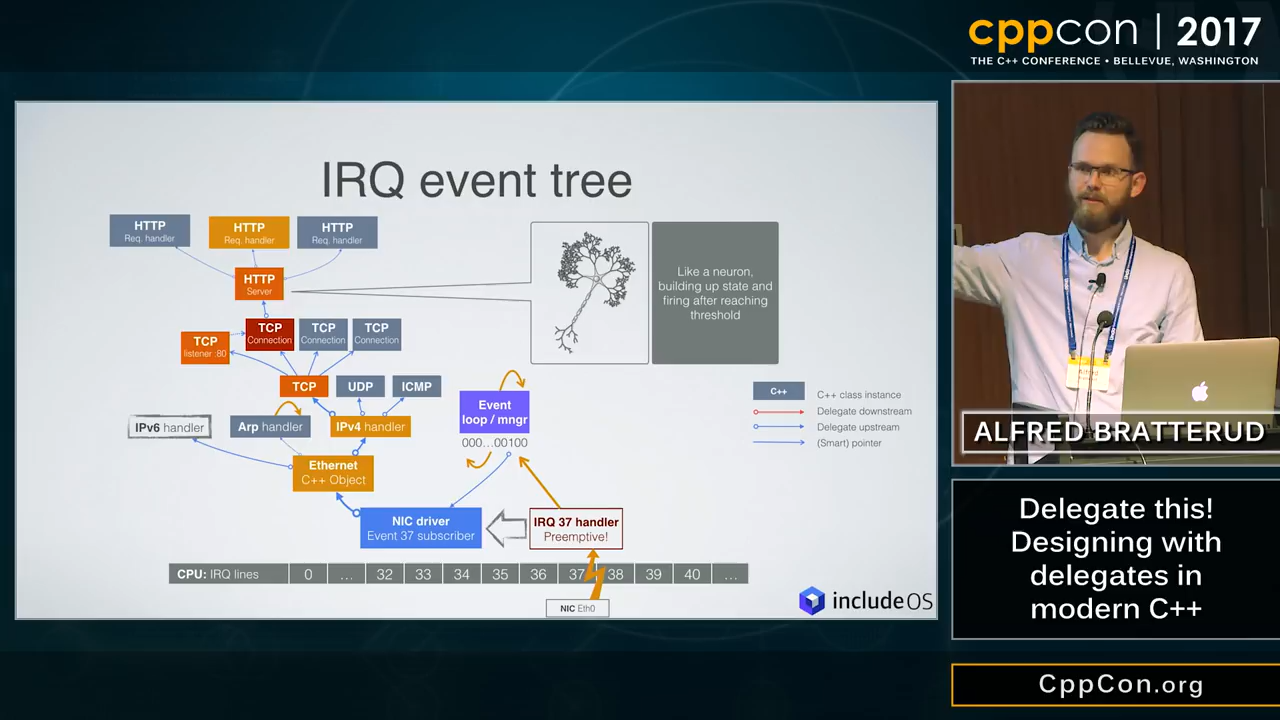 cppcon | 2017
THE C++ CONFERENCE • BELLEVUE, WASHINGTON
IRQ event tree
HTTP
Req. handler
HTTP
Req. handler
HTTP
Req. handler
HTTP
Server
Like a neuron,
building up state and
firing after reaching
threshold
TCP
listener :80
TCP
Connection
TCP
Connection
TCP
Connection
TCP
UDP
ICMP
IPv6 handler
Arp handler
IPv4 handler
Event
loop / mngr
000...00100
Ethernet
C++ Object
NIC driver
Event 37 subscriber
IRQ 37 handler
Preemptive!
C++
C++ class instance
Delegate downstream
Delegate upstream
(Smart) pointer
CPU: IRQ lines 0 ... 32 33 34 35 36 37 38 39 40 ...
NIC Eth0
includeOS
Alfred
ALFRED BRATTERUD
Delegate this!
Designing with
delegates in
modern C++
CppCon.org